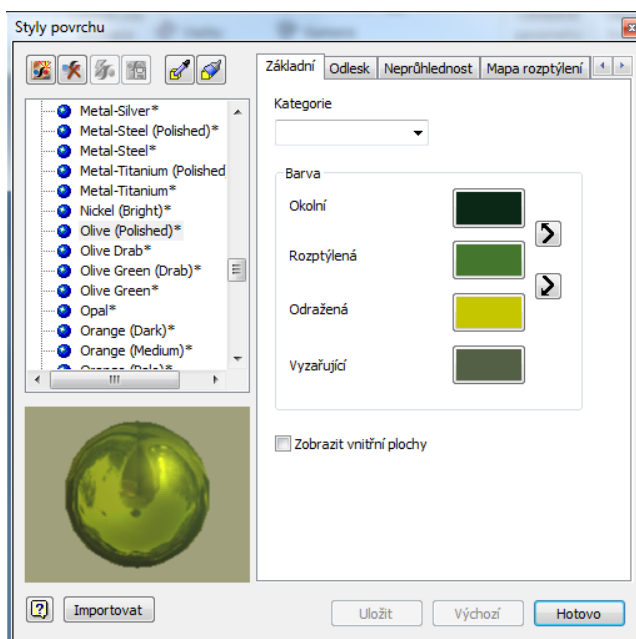 Styly povrchu
Základní
Odlesk
Neprůhlednost
Mapa rozptýlení
Metal-Silver*
Metal-Steel (Polished)*
Metal-Steel*
Metal-Titanium (Polished
Metal-Titanium*
Nickel (Bright)*
Olive (Polished)*
Olive Drab*
Olive Green (Drab)*
Olive Green*
Opal*
Orange (Dark)*
Orange (Medium)*
Kategorie
Barva
Okolní
Rozptýlená
Odražená
Vyzařující
Zobrazit vnitřní plochy
Importovat
Uložit
Výchozí
Hotovo